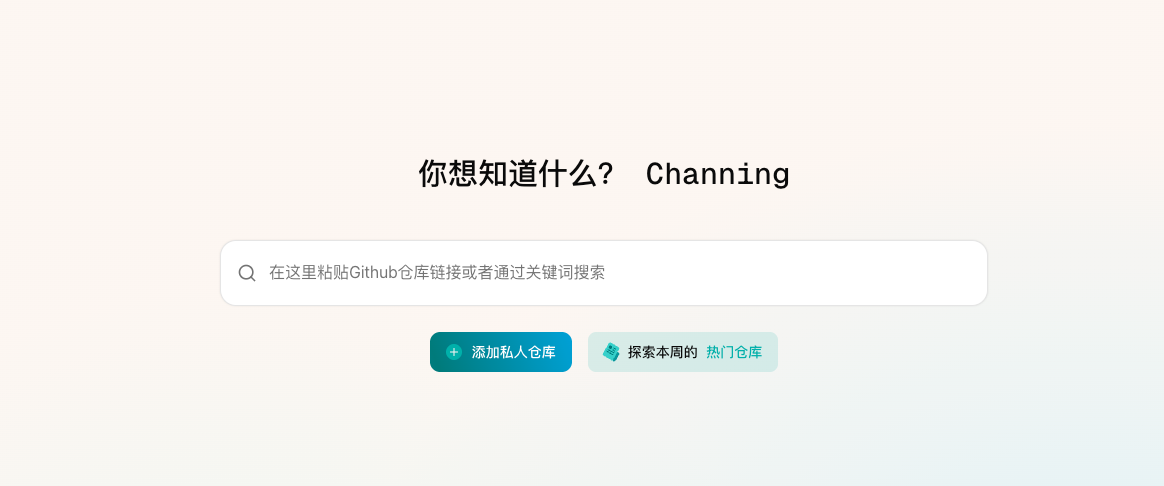 你想知道什么? Channing
在这里粘贴Github仓库链接或者通过关键词搜索
添加私人仓库
探索本周的 热门仓库